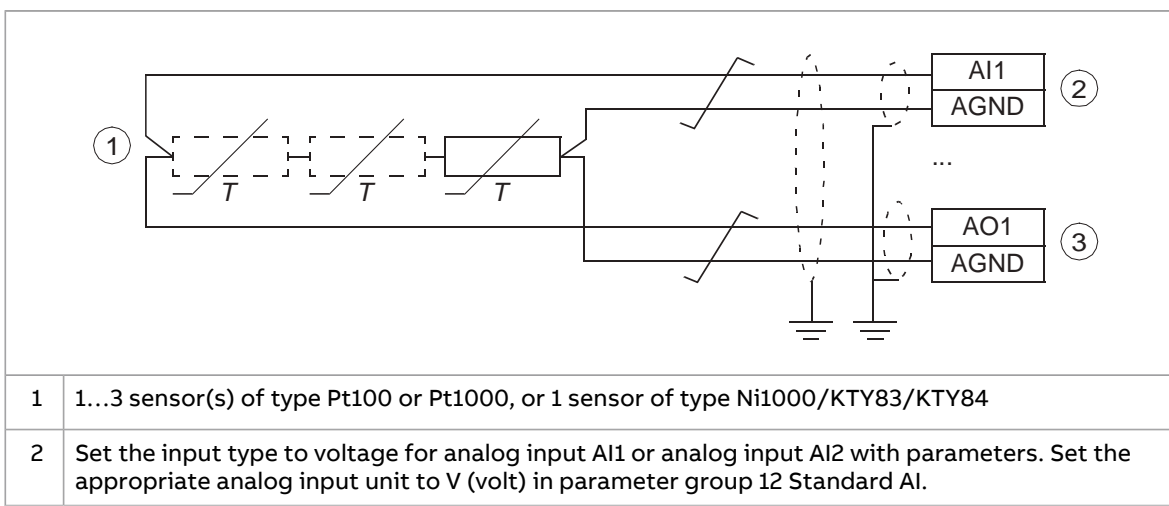 AI1
AGND
2
1
T
T
T
...
AO1
AGND
3
1 1…3 sensor(s) of type Pt100 or Pt1000, or 1 sensor of type Ni1000/KTY83/KTY84
2 Set the input type to voltage for analog input AI1 or analog input AI2 with parameters. Set the
appropriate analog input unit to V (volt) in parameter group 12 Standard AI.